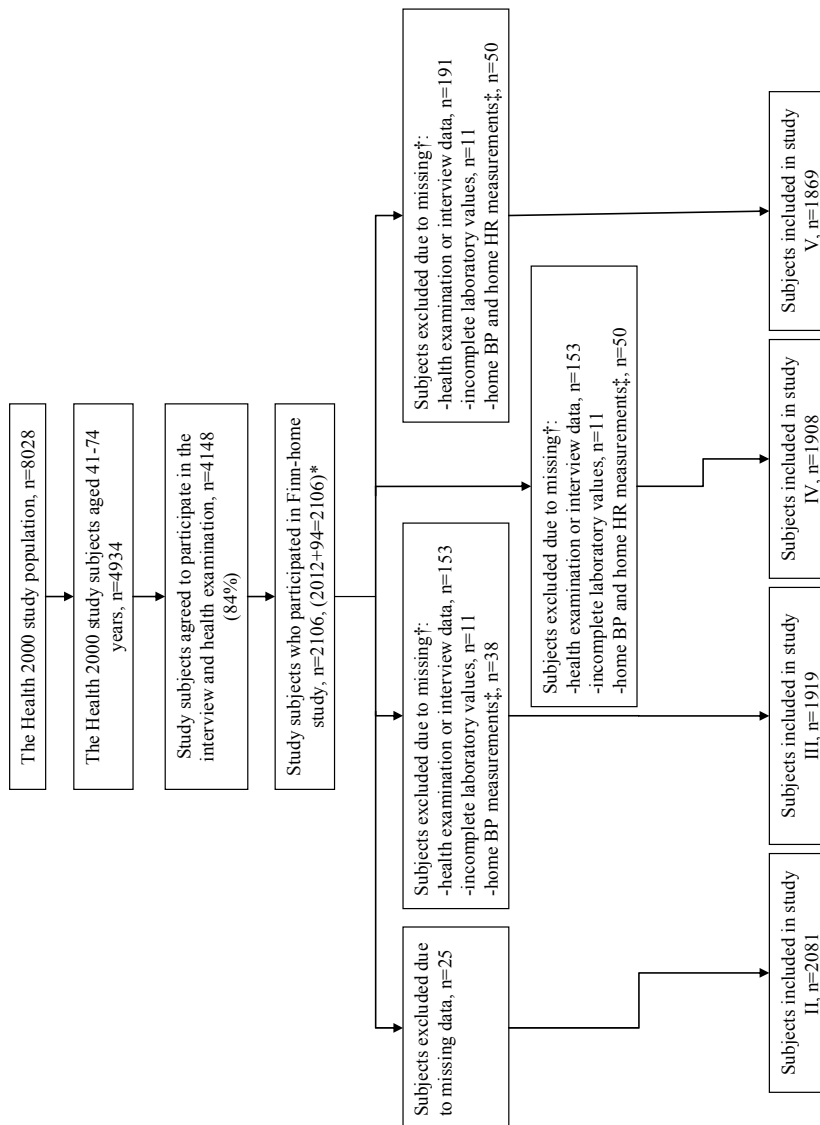 The Health 2000 study population, n=8028
The Health 2000 study subjects aged 41-74
years, n=4934
Study subjects agreed to participate in the
interview and health examination, n=4148
(84%)
Study subjects who participated in Finn-home
study, n=2106, (2012+94=2106)*
Subjects excluded due
to missing data, n=25
Subjects excluded due to missing†:
-health examination or interview data, n=153
-incomplete laboratory values, n=11
-home BP measurements‡, n=38
Subjects excluded due to missing†:
-health examination or interview data, n=153
-incomplete laboratory values, n=11
-home BP and home HR measurements‡, n=50
Subjects excluded due to missing†:
-health examination or interview data, n=191
-incomplete laboratory values, n=11
-home BP and home HR measurements‡, n=50
Subjects included in study
II, n=2081
Subjects included in study
III, n=1919
Subjects included in study
IV, n=1908
Subjects included in study
V, n=1869